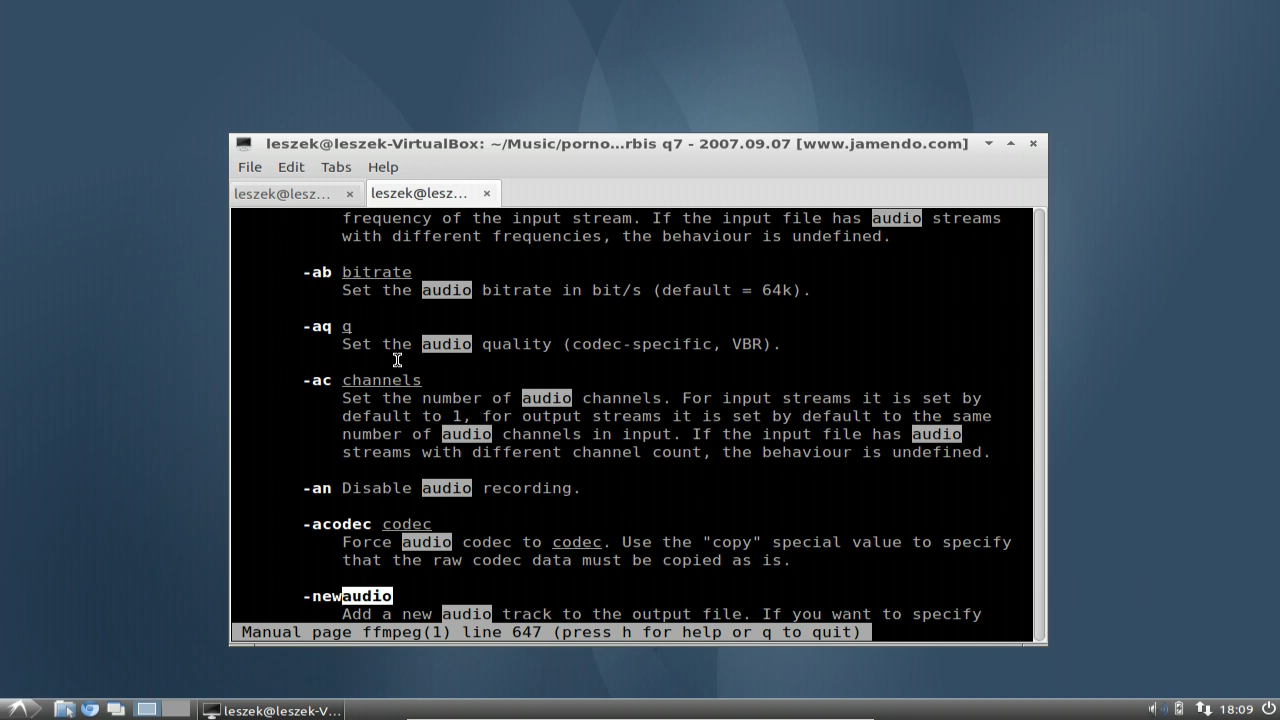 leszek@leszek-VirtualBox: ~/Music/porno...rbis q7 - 2007.09.07 [www.jamendo.com]
File Edit Tabs Help
leszek@lesz... leszek@lesz...
frequency of the input stream. If the input file has audio streams
with different frequencies, the behaviour is undefined.
-ab bitrate
Set the audio bitrate in bit/s (default = 64k).
-aq q
Set the audio quality (codec-specific, VBR).
-ac channels
Set the number of audio channels. For input streams it is set by
default to 1, for output streams it is set by default to the same
number of audio channels in input. If the input file has audio
streams with different channel count, the behaviour is undefined.
-an Disable audio recording.
-acodec codec
Force audio codec to codec. Use the "copy" special value to specify
that the raw codec data must be copied as is.
-newaudio
Add a new audio track to the output file. If you want to specify
Manual page ffmpeg(1) line 647 (press h for help or q to quit)
leszek@leszek-V... 18:09